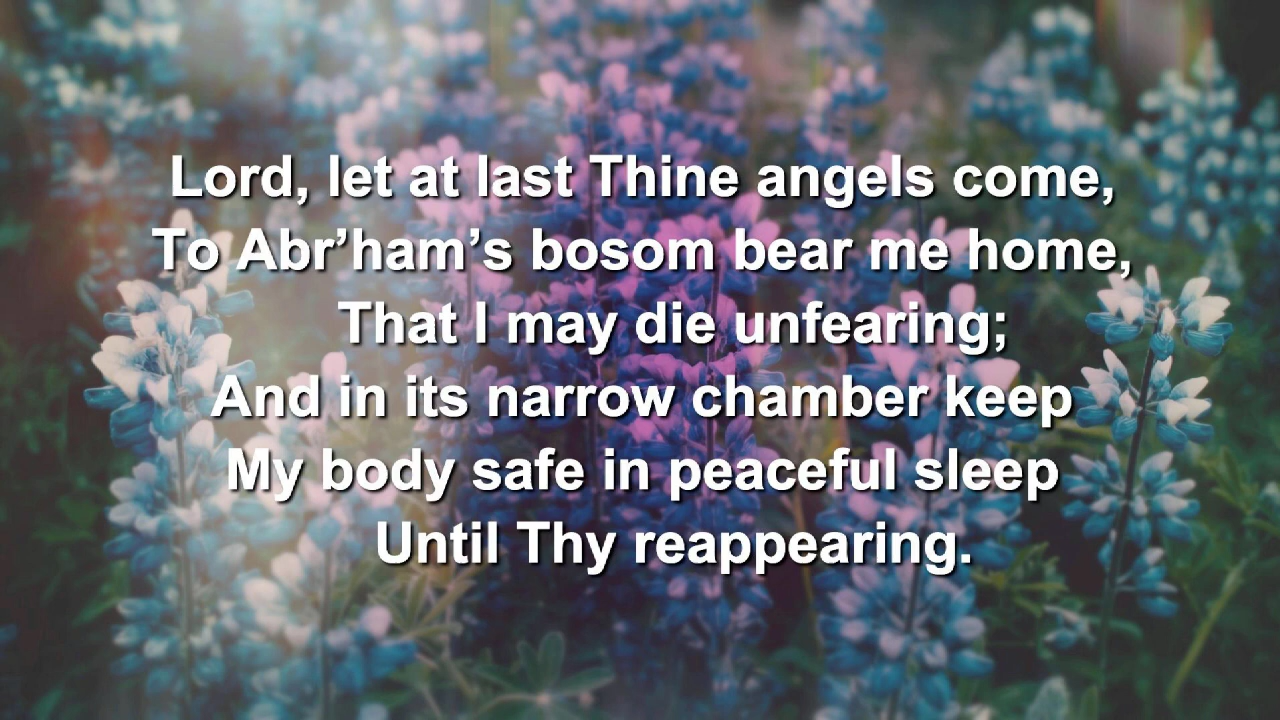 Lord, let at last Thine angels come,
To Abr’ham’s bosom bear me home,
That I may die unfearing;
And in its narrow chamber keep
My body safe in peaceful sleep
Until Thy reappearing.